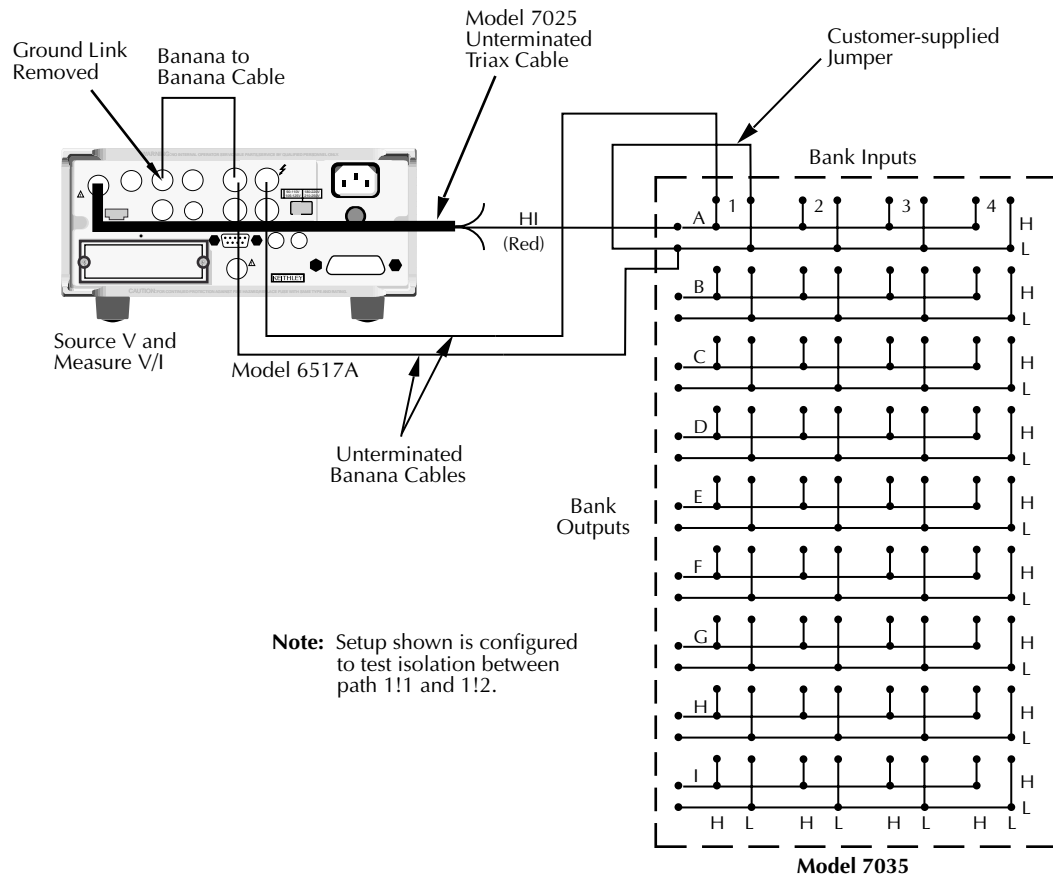 Model 7025
Unterminated
Triax Cable
Ground Link
Removed
Banana to
Banana Cable
Customer-supplied
Jumper
Bank Inputs
HI
(Red)
A
1
2
3
4
H
L
B
H
L
C
H
L
D
H
L
E
H
L
F
H
L
G
H
L
H
H
L
I
H
L
H L H L H L H L
KEITHLEY
Source V and
Measure V/I
Model 6517A
Unterminated
Banana Cables
Bank
Outputs
Note: Setup shown is configured
to test isolation between
path 1!1 and 1!2.
Model 7035